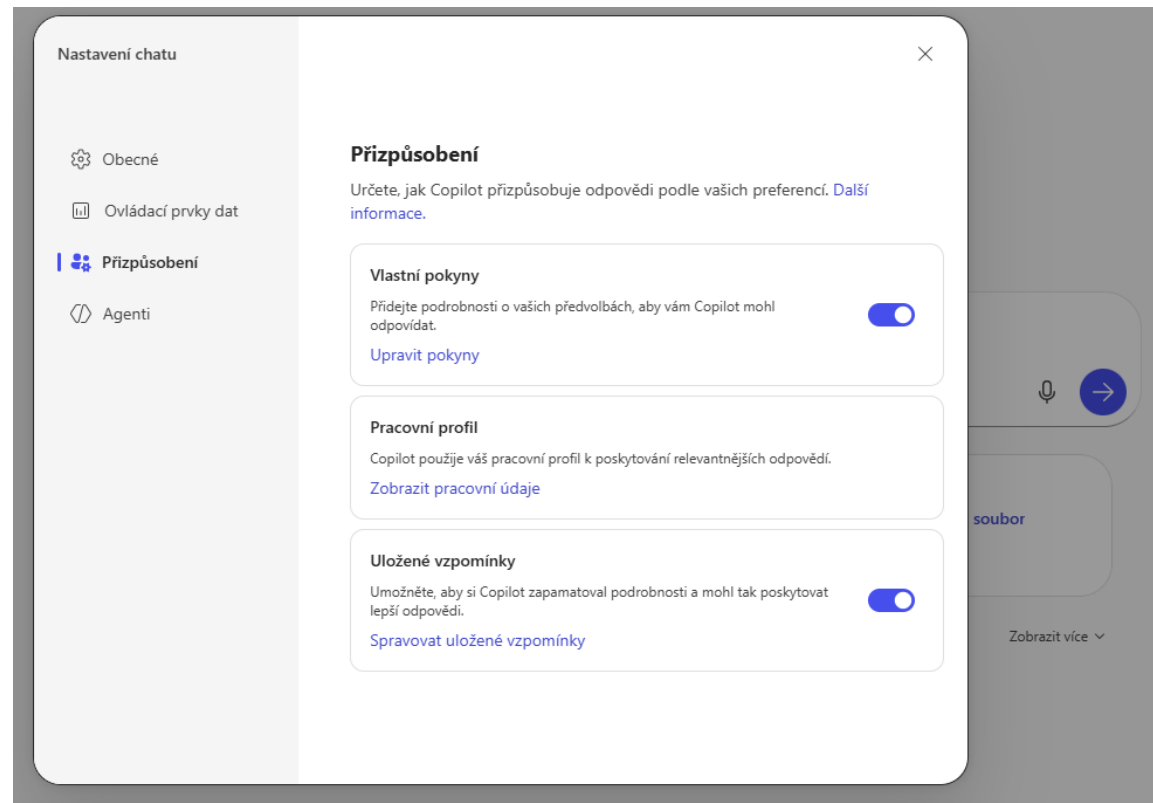 Nastavení chatu
Obecné
Ovládací prvky dat
Přizpůsobení
Agenti
Přizpůsobení
Určete, jak Copilot přizpůsobuje odpovědi podle vašich preferencí. Další
informace.
Vlastní pokyny
Přidejte podrobnosti o vašich předvolbách, aby vám Copilot mohl
odpovídat.
Upravit pokyny
Pracovní profil
Copilot použije váš pracovní profil k poskytování relevantnějších odpovědí.
Zobrazit pracovní údaje
Uložené vzpomínky
Umožněte, aby si Copilot zapamatoval podrobnosti a mohl tak poskytovat
lepší odpovědi.
Spravovat uložené vzpomínky
soubor
Zobrazit více